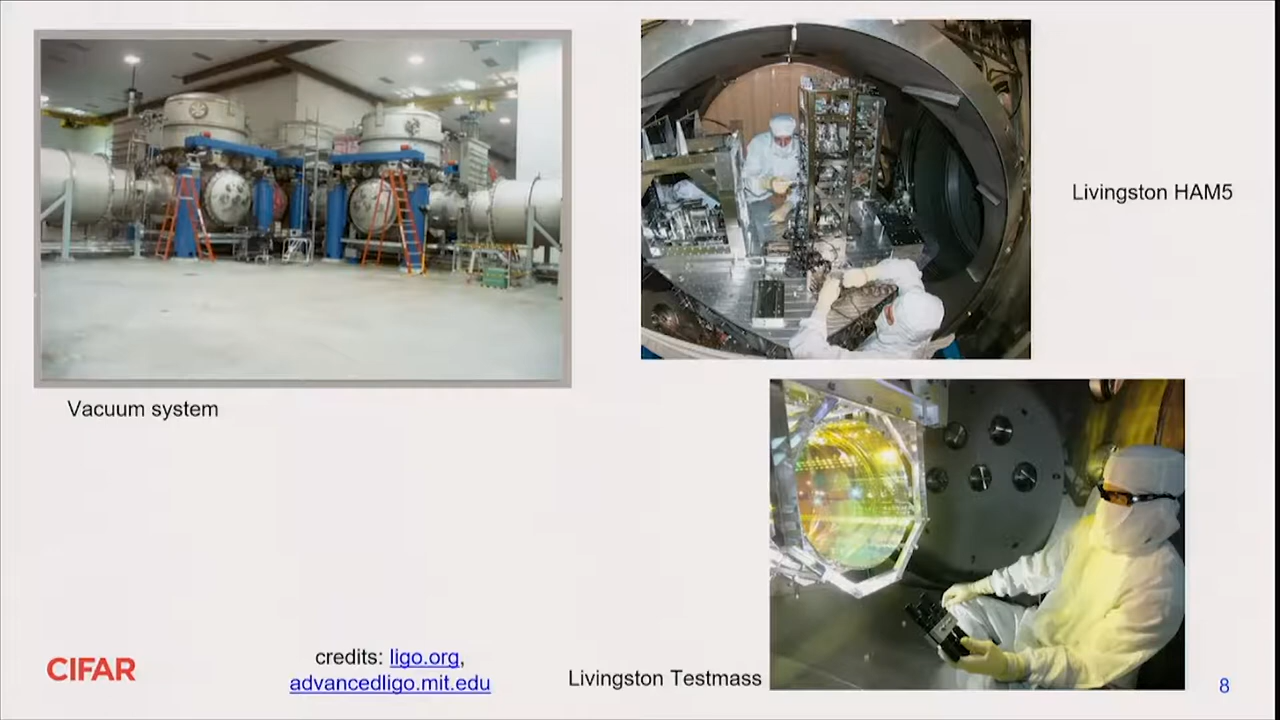 Livingston HAM5
Vacuum system
CIFAR
credits: ligo.org,
advancedligo.mit.edu
Livingston Testmass
8